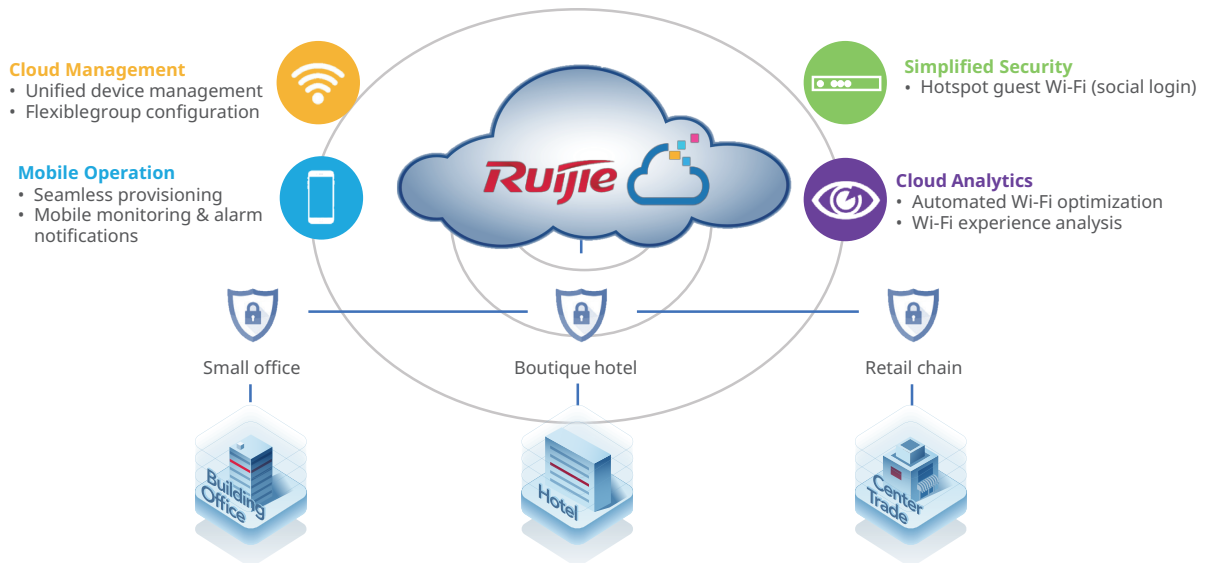 Cloud Management
• Unified device management
• Flexiblegroup configuration
Mobile Operation
• Seamless provisioning
• Mobile monitoring & alarm
notifications
Ruijie
Simplified Security
• Hotspot guest Wi-Fi (social login)
Cloud Analytics
• Automated Wi-Fi optimization
• Wi-Fi experience analysis
Small office
Boutique hotel
Retail chain
Building
Office
Hotel
Center
Trade